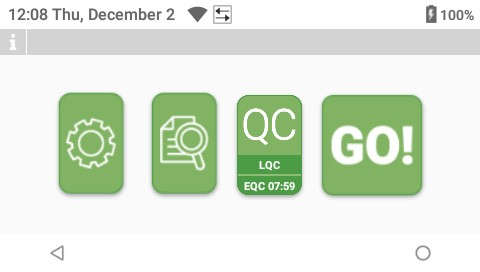 12:08 Thu, December 2
100%
i
QC
LQC
EQC 07:59
GO!